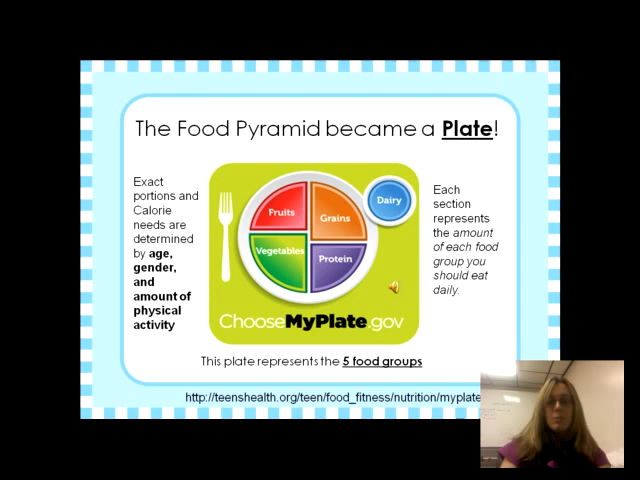 The Food Pyramid became a Plate!
Exact
portions and
Calorie
needs are
determined
by age,
gender,
and
amount of
physical
activity
Fruits
Grains
Dairy
Vegetables
Protein
ChooseMyPlate.gov
Each
section
represents
the amount
of each food
group you
should eat
daily.
This plate represents the 5 food groups
http://teenshealth.org/teen/food_fitness/nutrition/myplate